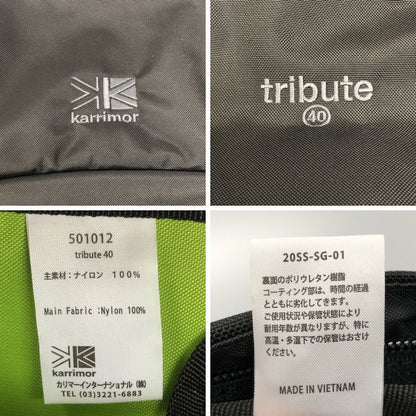 karrimor
tribute
40
501012
tribute 40
主素材：ナイロン 100%
Main Fabric :Nylon 100%
karrimor
カリマーインターナショナル（株）
TEL (03)3221-6883
20SS-SG-01
裏面のポリウレタン樹脂
コーティング部は、時間の経過
とともに劣化してきます。
ご使用状況や保管状態により
耐用年数が異なりますが、特に
高温・多湿下での保管はおさけ
ください。
MADE IN VIETNAM